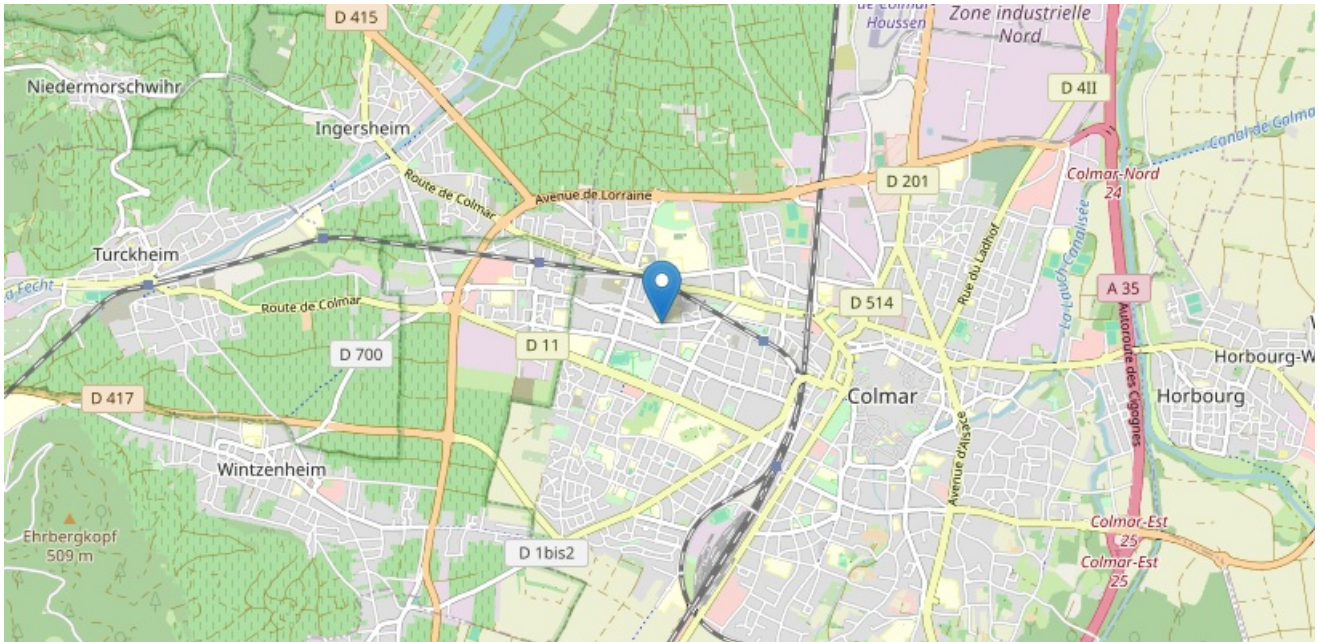 D 415
de Colmar
Houssen
Zone industrielle
Nord
Niedermorschwihr
D 4II
Ingersheim
Canal de Colma
Route de Colmar
Avenue de Lorraine
D 201
Colmar-Nord
24
Rue du Ladhof
La Lauch Canalisée
Turckheim
a Fecht
Route de Colmar
D 514
A 35
Autoroute des Cigognes
D 11
D 700
Horbourg-W
D 417
Colmar
Horbourg
Avenue d'Alsace
Wintzenheim
Ehrbergkopf
509 m
D 1bis2
Colmar-Est
25
Colmar-Est
25